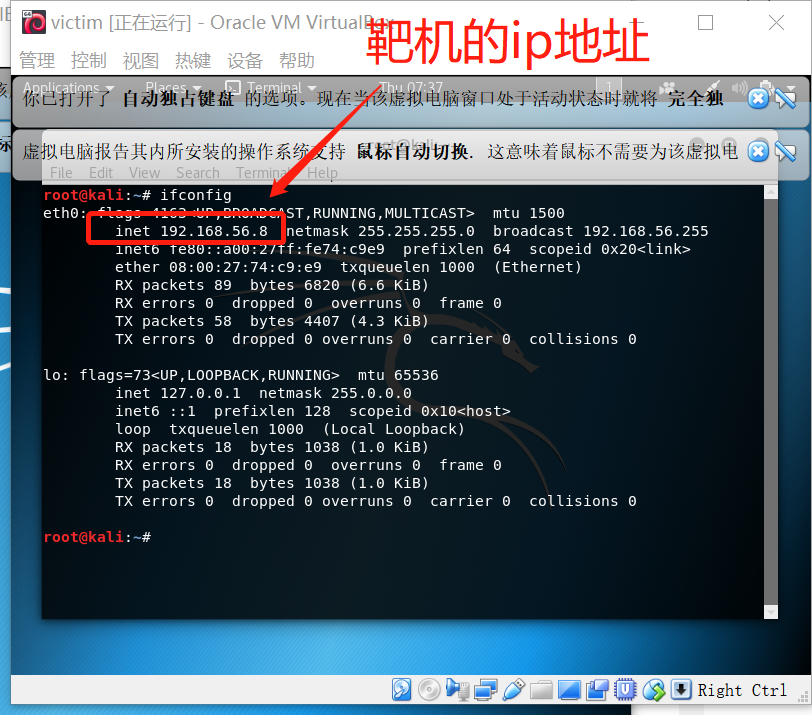 victim [正在运行] - Oracle VM VirtualBox
靶机的ip地址
管理 控制 视图 热键 设备 帮助
Applications Places Terminal Thu 07:37 1
你已打开了 自动独占键盘 的选项。现在当该虚拟电脑窗口处于活动状态时就将 完全独
虚拟电脑报告其内所安装的操作系统支持 鼠标自动切换. 这意味着鼠标不需要为该虚拟电
File Edit View Search Terminal Help
root@kali:~# ifconfig
eth0: flags=4163<UP,BROADCAST,RUNNING,MULTICAST> mtu 1500
inet 192.168.56.8 netmask 255.255.255.0 broadcast 192.168.56.255
inet6 fe80::a00:27ff:fe74:c9e9 prefixlen 64 scopeid 0x20<link>
ether 08:00:27:74:c9:e9 txqueuelen 1000 (Ethernet)
RX packets 89 bytes 6820 (6.6 KiB)
RX errors 0 dropped 0 overruns 0 frame 0
TX packets 58 bytes 4407 (4.3 KiB)
TX errors 0 dropped 0 overruns 0 carrier 0 collisions 0
lo: flags=73<UP,LOOPBACK,RUNNING> mtu 65536
inet 127.0.0.1 netmask 255.0.0.0
inet6 ::1 prefixlen 128 scopeid 0x10<host>
loop txqueuelen 1000 (Local Loopback)
RX packets 18 bytes 1038 (1.0 KiB)
RX errors 0 dropped 0 overruns 0 frame 0
TX packets 18 bytes 1038 (1.0 KiB)
TX errors 0 dropped 0 overruns 0 carrier 0 collisions 0
root@kali:~#
Right Ctrl